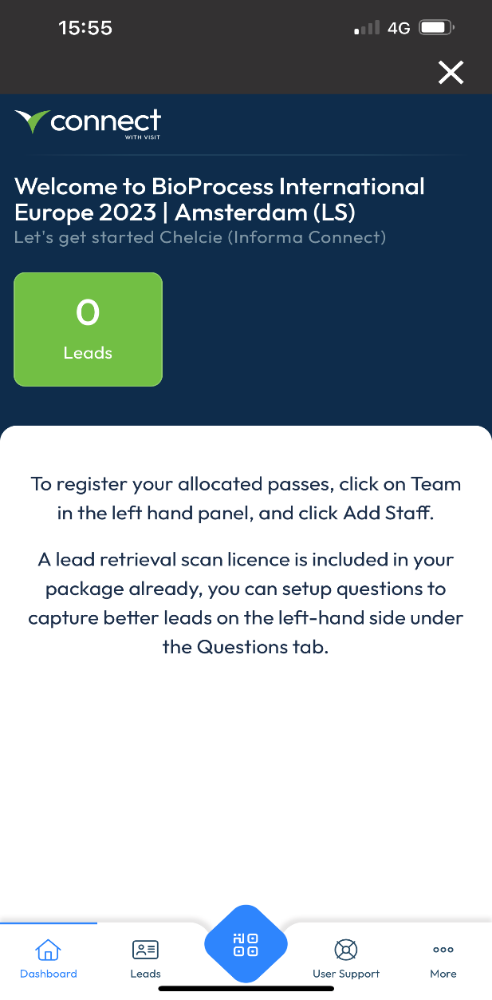 15:55
4G
connect
WITH VISIT
Welcome to BioProcess International
Europe 2023 | Amsterdam (LS)
Let's get started Chelcie (Informa Connect)
0
Leads
To register your allocated passes, click on Team
in the left hand panel, and click Add Staff.
A lead retrieval scan licence is included in your
package already, you can setup questions to
capture better leads on the left-hand side under
the Questions tab.
Dashboard
Leads
User Support
More